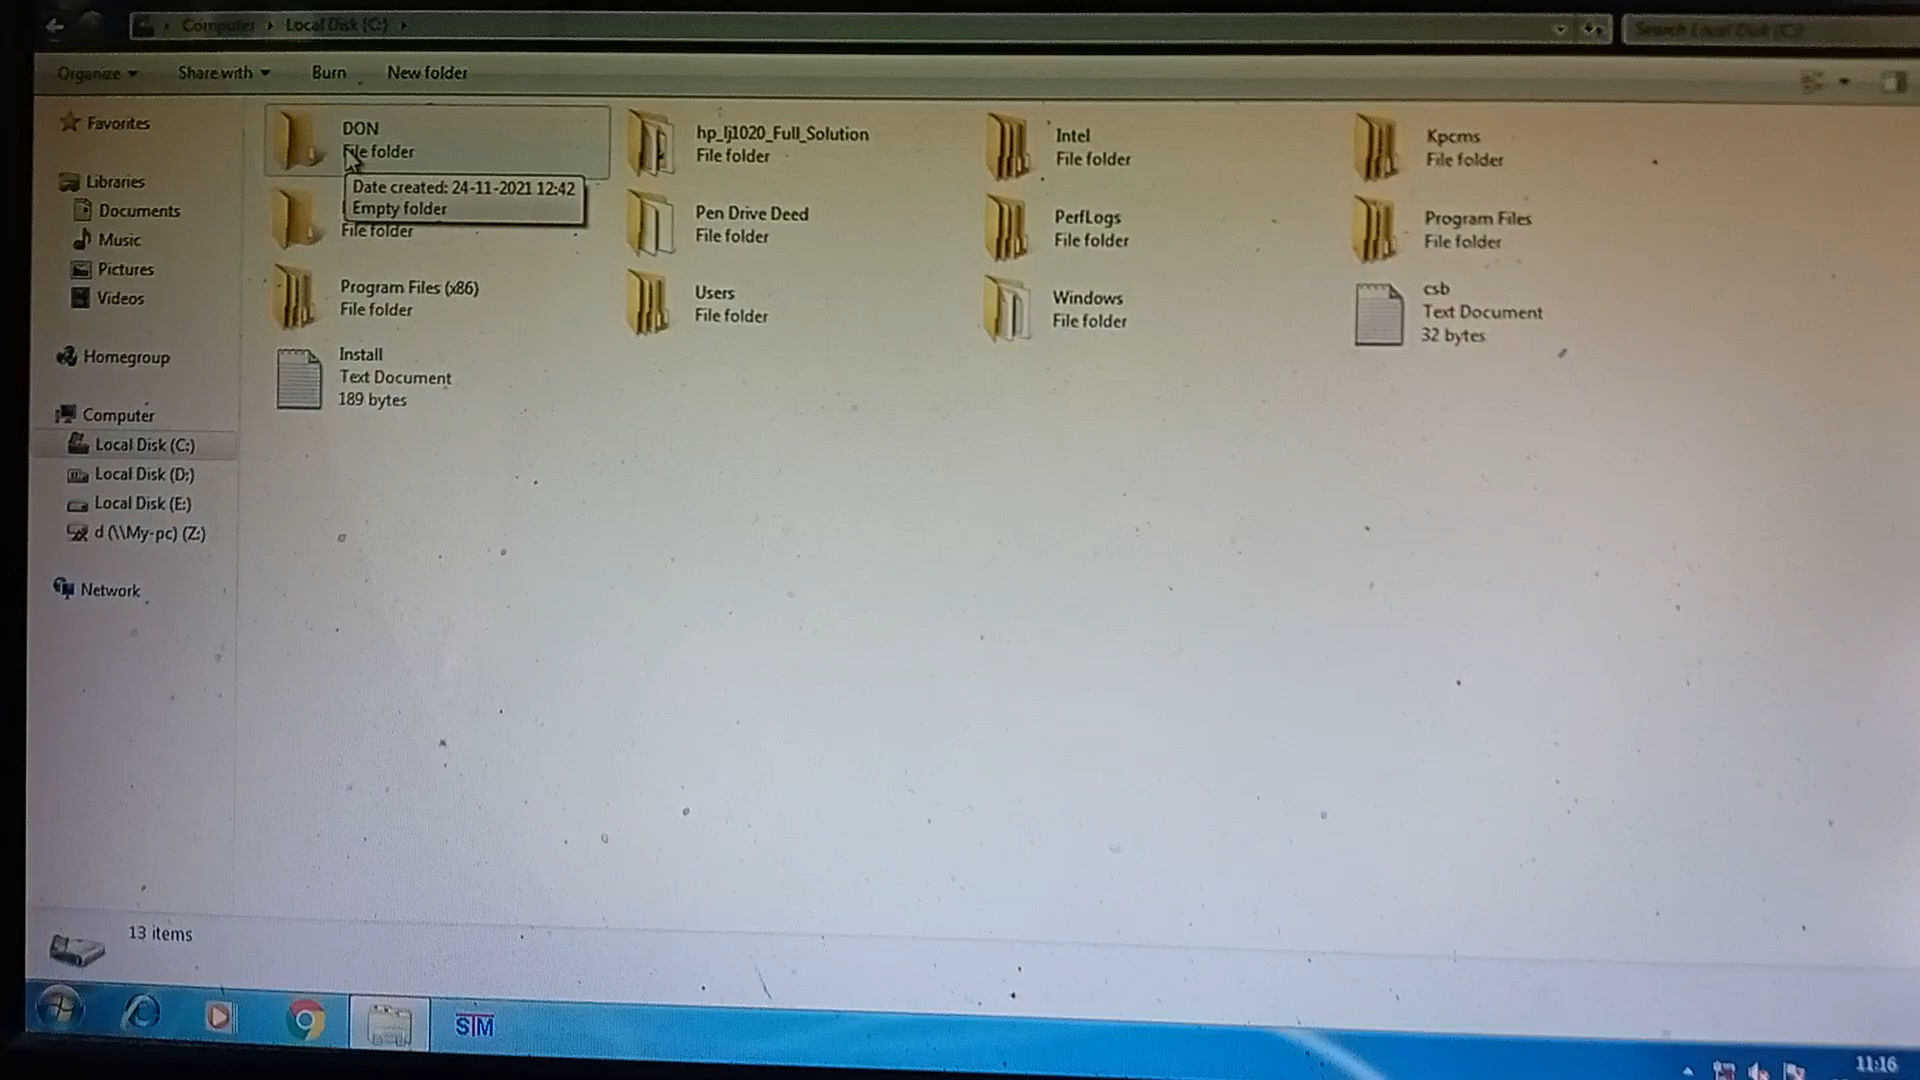 Computer ▸ Local Disk (C:) ▸
Search Local Disk (C:)
Organize Share with Burn New folder
Favorites
Libraries
Documents
Music
Pictures
Videos
Homegroup
Computer
Local Disk (C:)
Local Disk (D:)
Local Disk (E:)
d (\\My-pc) (Z:)
Network
DON
File folder
hp_lj1020_Full_Solution
File folder
Intel
File folder
Kpcms
File folder
Date created: 24-11-2021 12:42
Empty folder
File folder
Pen Drive Deed
File folder
PerfLogs
File folder
Program Files
File folder
Program Files (x86)
File folder
Users
File folder
Windows
File folder
csb
Text Document
32 bytes
Install
Text Document
189 bytes
13 items
STM
11:16